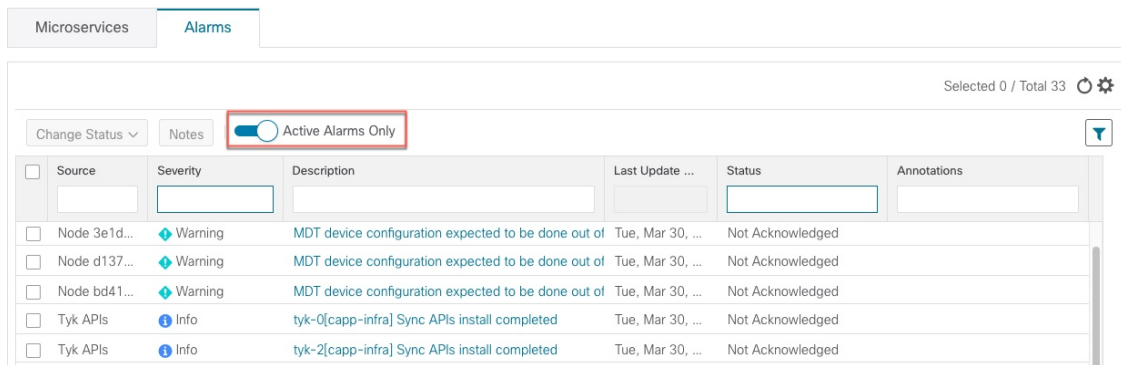 Microservices Alarms
Selected 0 / Total 33
Change Status Notes Active Alarms Only
Source Severity Description Last Update ... Status Annotations
Node 3e1d... Warning MDT device configuration expected to be done out of Tue, Mar 30, ... Not Acknowledged
Node d137... Warning MDT device configuration expected to be done out of Tue, Mar 30, ... Not Acknowledged
Node bd41... Warning MDT device configuration expected to be done out of Tue, Mar 30, ... Not Acknowledged
Tyk APIs Info tyk-0[capp-infra] Sync APIs install completed Tue, Mar 30, ... Not Acknowledged
Tyk APIs Info tyk-2[capp-infra] Sync APIs install completed Tue, Mar 30, ... Not Acknowledged